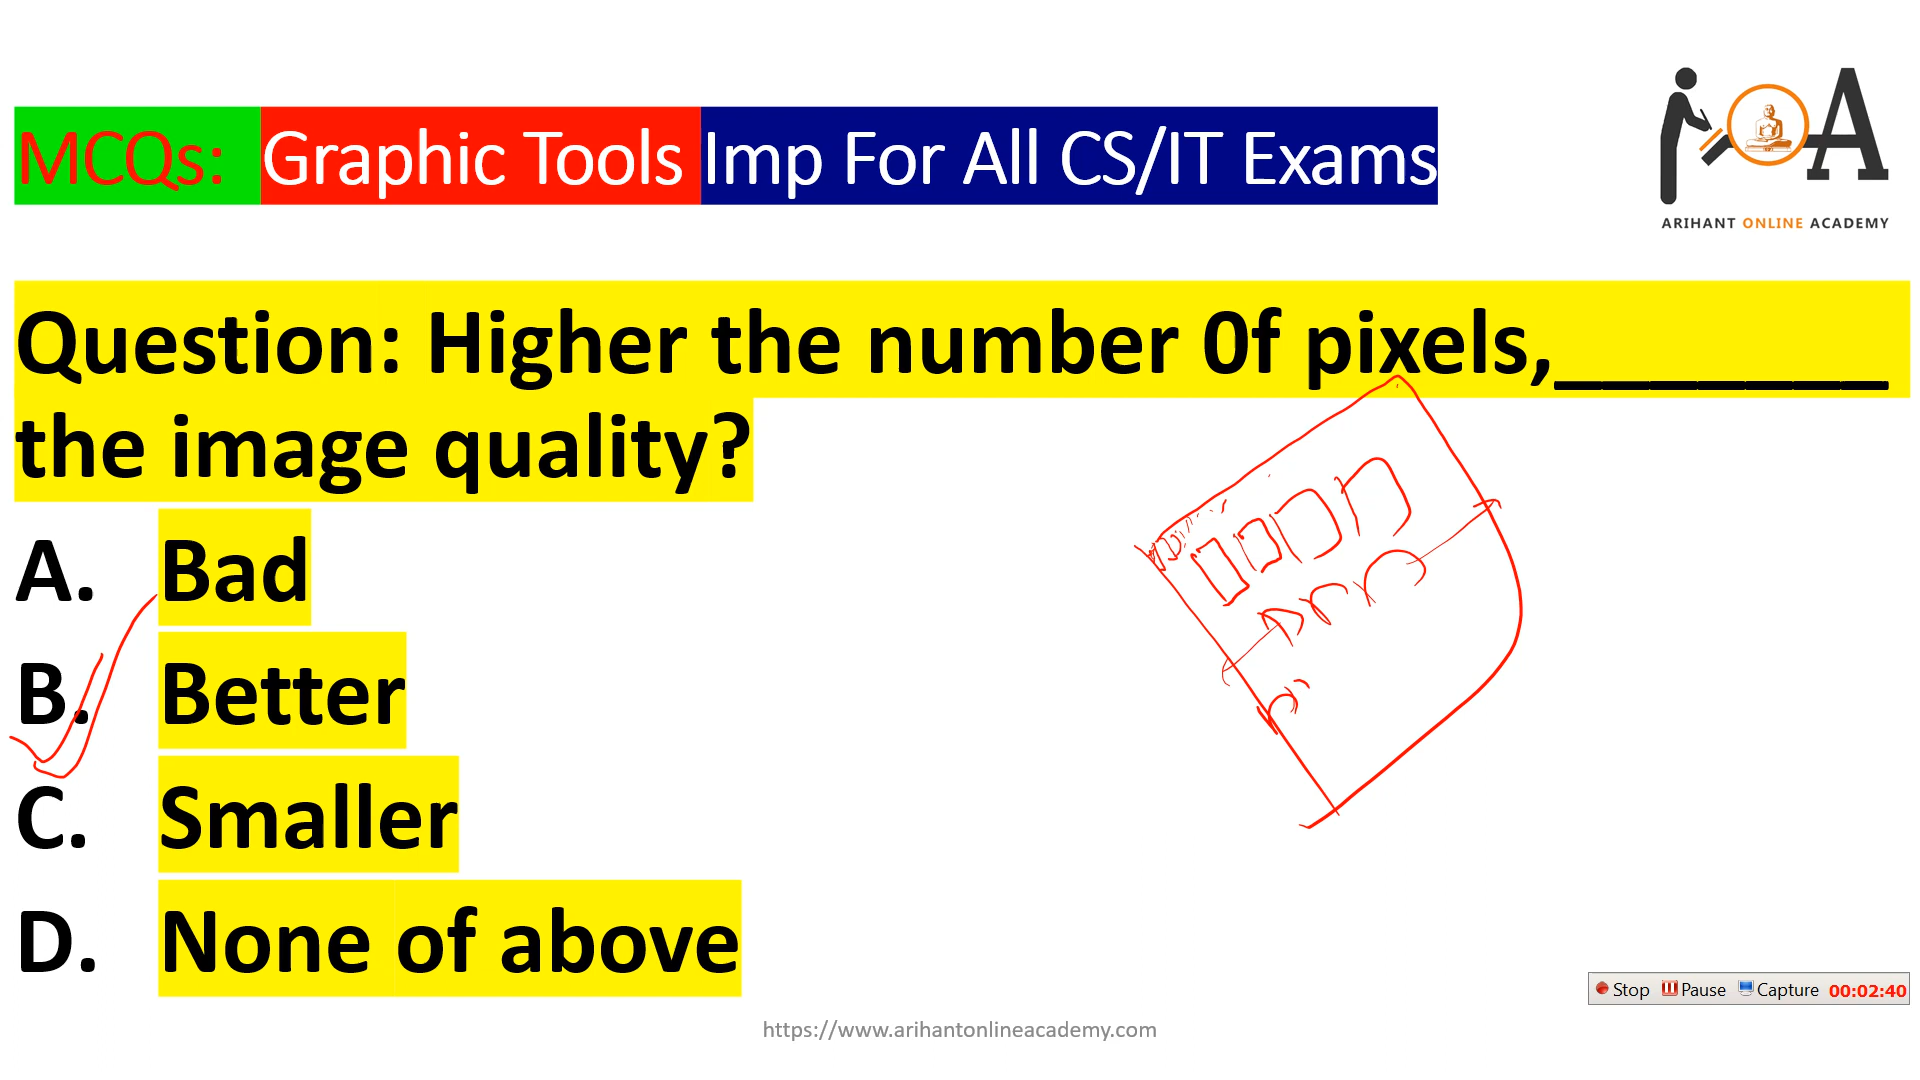 MCQs: Graphic Tools Imp For All CS/IT Exams
A
ARIHANT ONLINE ACADEMY
Question: Higher the number 0f pixels,_______
the image quality?
A. Bad
B. Better
C. Smaller
D. None of above
Stop Pause Capture 00:02:40
https://www.arihantonlineacademy.com